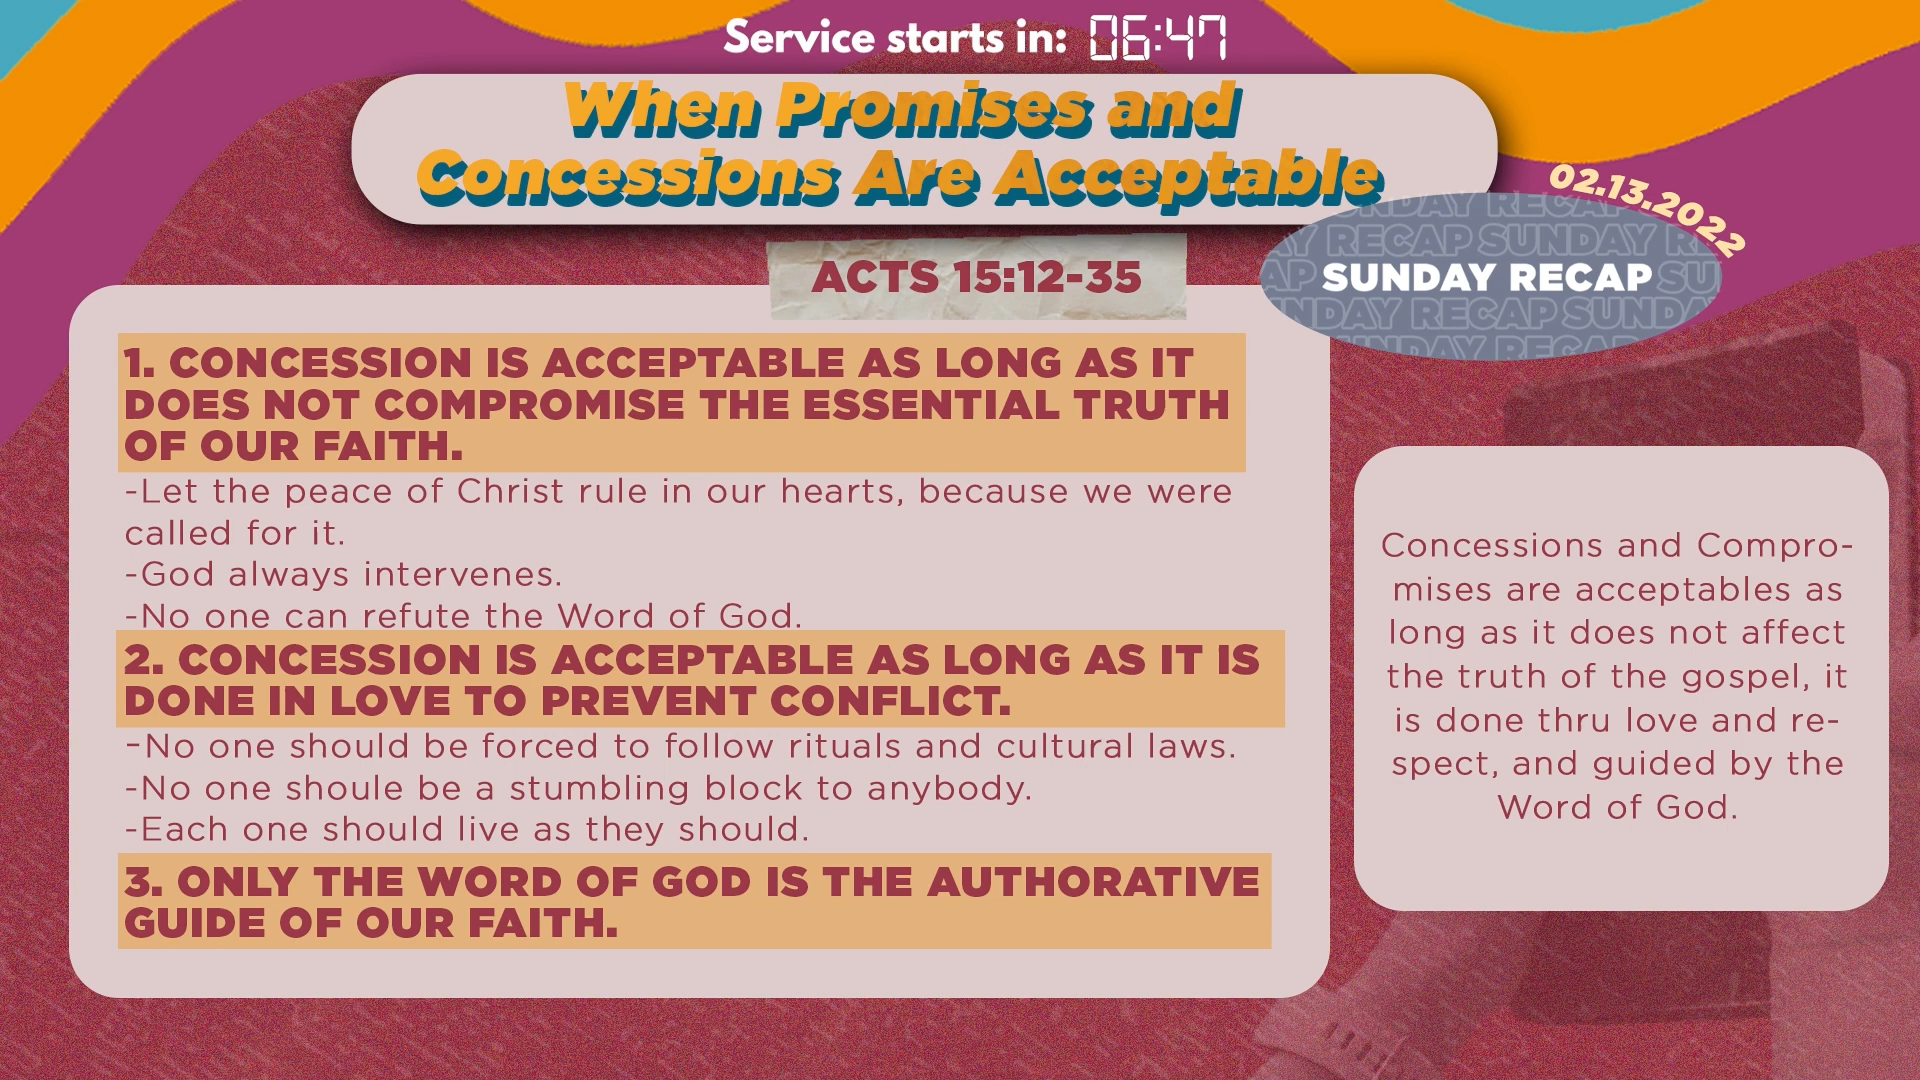 Service starts in: 06:47
When Promises and
Concessions Are Acceptable
02.13.2022
SUNDAY RECAP
ACTS 15:12-35
1. CONCESSION IS ACCEPTABLE AS LONG AS IT
DOES NOT COMPROMISE THE ESSENTIAL TRUTH
OF OUR FAITH.
-Let the peace of Christ rule in our hearts, because we were
called for it.
-God always intervenes.
-No one can refute the Word of God.
2. CONCESSION IS ACCEPTABLE AS LONG AS IT IS
DONE IN LOVE TO PREVENT CONFLICT.
-No one should be forced to follow rituals and cultural laws.
-No one shoule be a stumbling block to anybody.
-Each one should live as they should.
3. ONLY THE WORD OF GOD IS THE AUTHORATIVE
GUIDE OF OUR FAITH.
Concessions and Compro-
mises are acceptables as
long as it does not affect
the truth of the gospel, it
is done thru love and re-
spect, and guided by the
Word of God.